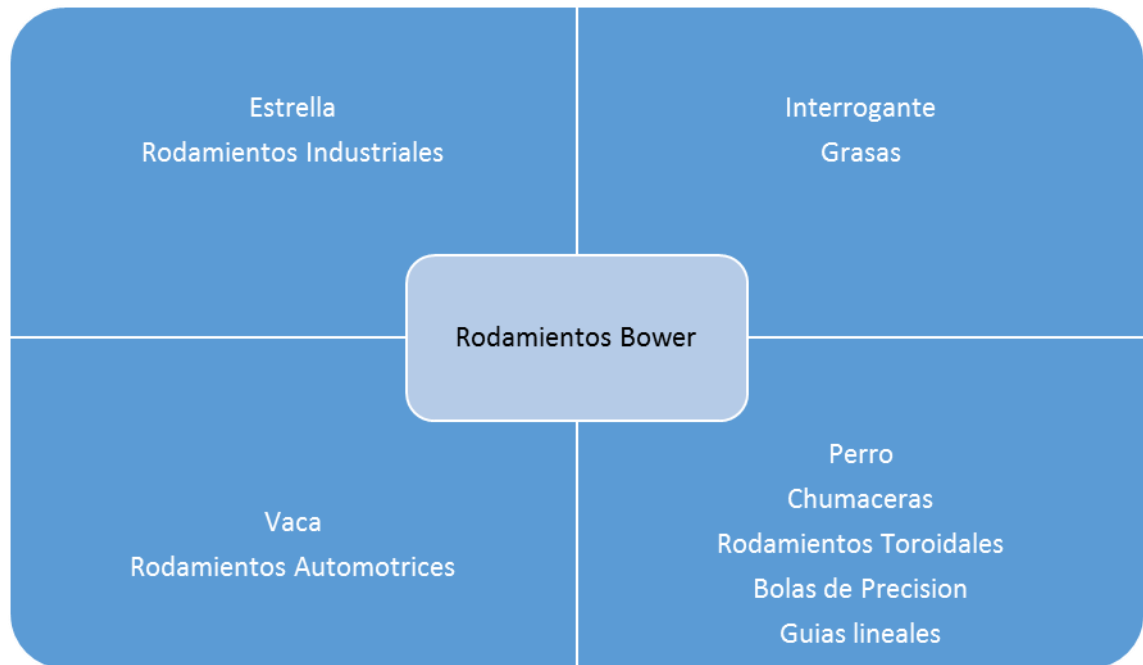 Estrella
Rodamientos Industriales
Interrogante
Grasas
Rodamientos Bower
Vaca
Rodamientos Automotrices
Perro
Chumaceras
Rodamientos Toroidales
Bolas de Precision
Guias lineales